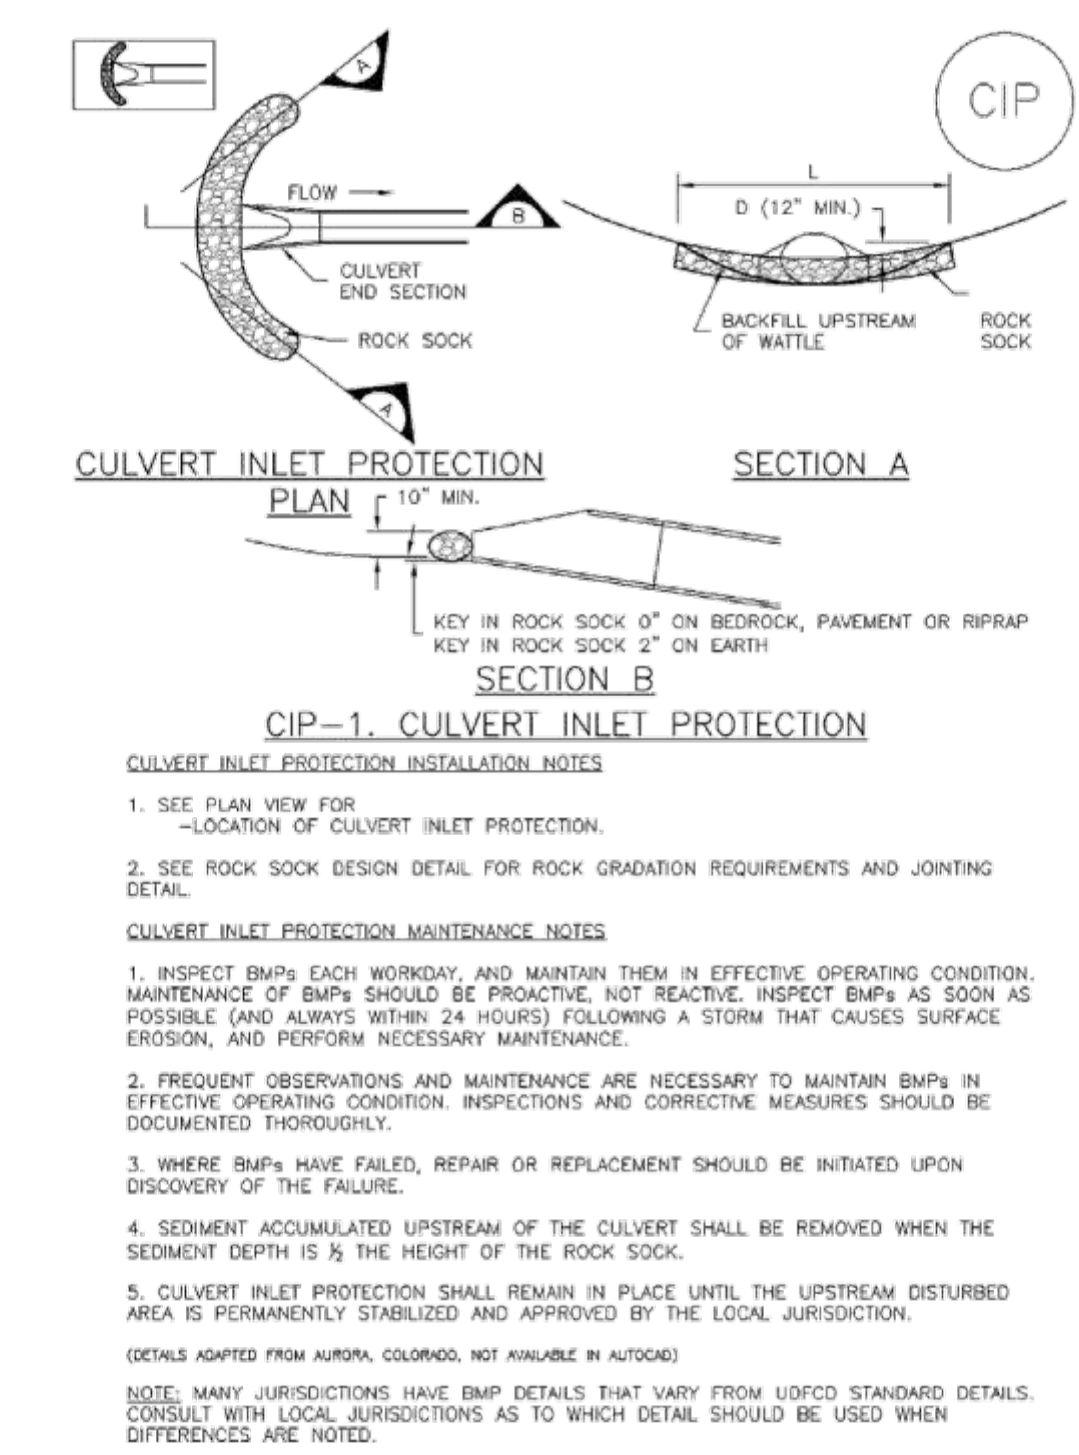 A
CIP
FLOW
B
L
D (12" MIN.)
CULVERT
END SECTION
ROCK SOCK
BACKFILL UPSTREAM
OF WATTLE
ROCK
SOCK
A
CULVERT INLET PROTECTION
PLAN
SECTION A
10" MIN.
KEY IN ROCK SOCK 0" ON BEDROCK, PAVEMENT OR RIPRAP
KEY IN ROCK SOCK 2" ON EARTH
SECTION B
CIP-1. CULVERT INLET PROTECTION
CULVERT INLET PROTECTION INSTALLATION NOTES
1. SEE PLAN VIEW FOR
-LOCATION OF CULVERT INLET PROTECTION.
2. SEE ROCK SOCK DESIGN DETAIL FOR ROCK GRADATION REQUIREMENTS AND JOINTING
DETAIL.
CULVERT INLET PROTECTION MAINTENANCE NOTES
1. INSPECT BMPs EACH WORKDAY, AND MAINTAIN THEM IN EFFECTIVE OPERATING CONDITION.
MAINTENANCE OF BMPs SHOULD BE PROACTIVE, NOT REACTIVE. INSPECT BMPs AS SOON AS
POSSIBLE (AND ALWAYS WITHIN 24 HOURS) FOLLOWING A STORM THAT CAUSES SURFACE
EROSION, AND PERFORM NECESSARY MAINTENANCE.
2. FREQUENT OBSERVATIONS AND MAINTENANCE ARE NECESSARY TO MAINTAIN BMPs IN
EFFECTIVE OPERATING CONDITION. INSPECTIONS AND CORRECTIVE MEASURES SHOULD BE
DOCUMENTED THOROUGHLY.
3. WHERE BMPs HAVE FAILED, REPAIR OR REPLACEMENT SHOULD BE INITIATED UPON
DISCOVERY OF THE FAILURE.
4. SEDIMENT ACCUMULATED UPSTREAM OF THE CULVERT SHALL BE REMOVED WHEN THE
SEDIMENT DEPTH IS ½ THE HEIGHT OF THE ROCK SOCK.
5. CULVERT INLET PROTECTION SHALL REMAIN IN PLACE UNTIL THE UPSTREAM DISTURBED
AREA IS PERMANENTLY STABILIZED AND APPROVED BY THE LOCAL JURISDICTION.
(DETAILS ADAPTED FROM AURORA, COLORADO, NOT AVAILABLE IN AUTOCAD)
NOTE: MANY JURISDICTIONS HAVE BMP DETAILS THAT VARY FROM UDFCD STANDARD DETAILS.
CONSULT WITH LOCAL JURISDICTIONS AS TO WHICH DETAIL SHOULD BE USED WHEN
DIFFERENCES ARE NOTED.